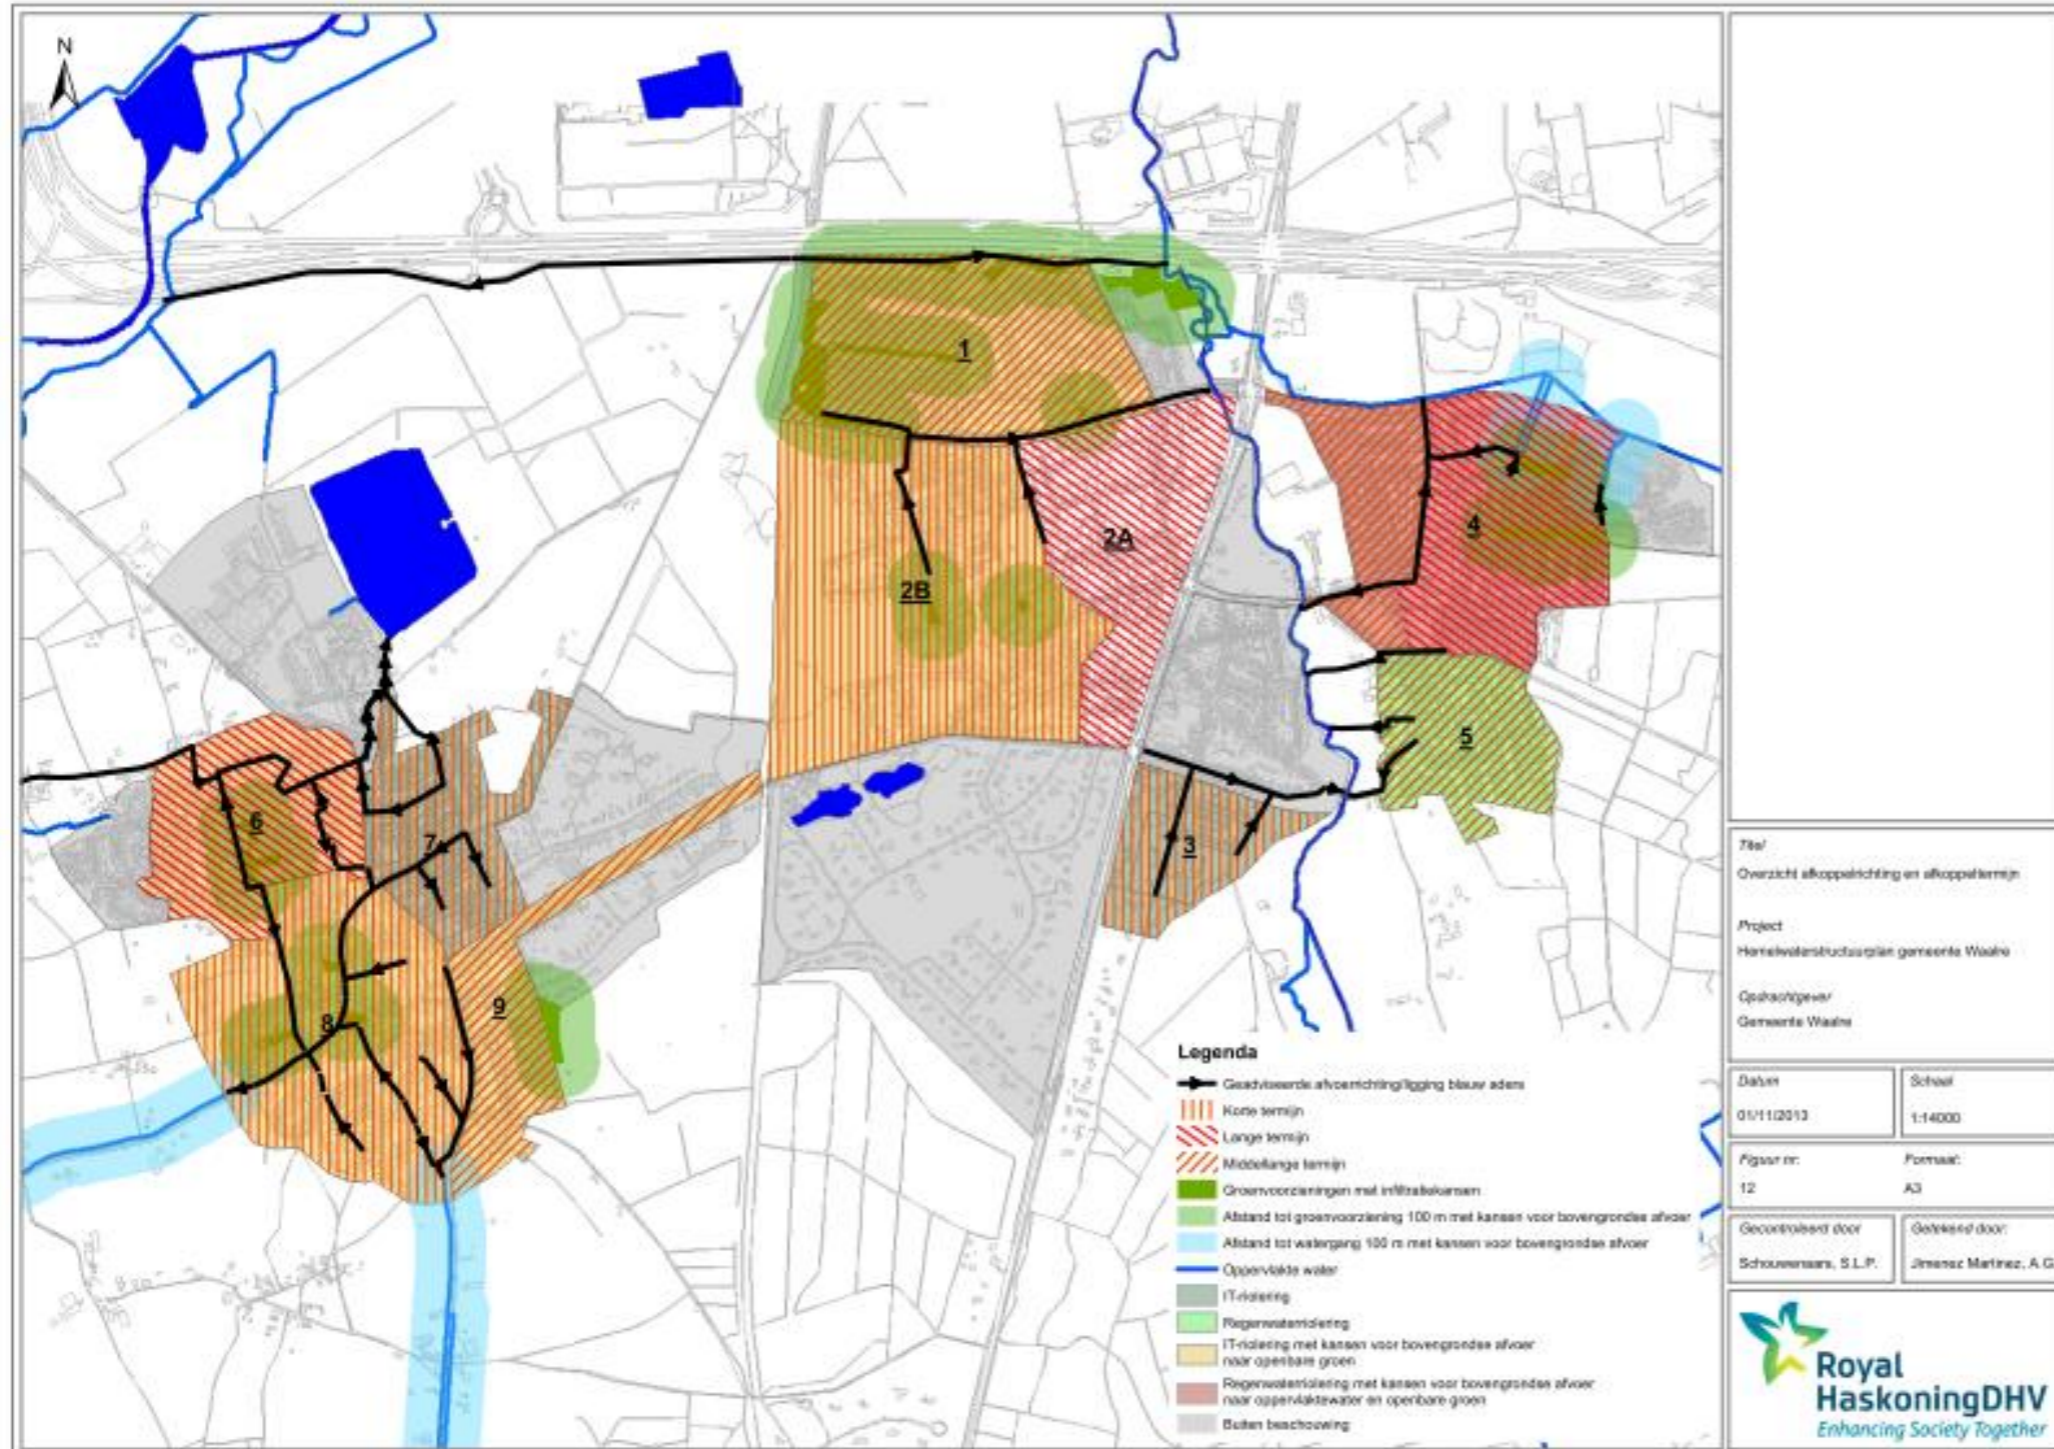 N
1
2A
2B
4
5
6
7
3
9
8
Legenda
Geadviseerde afvoerrichting/ligging blauw aders
Korte termijn
Lange termijn
Middellange termijn
Groenvoorzieningen met infiltratiekansen
Afstand tot groenvoorziening 100 m met kansen voor bovengrondse afvoer
Afstand tot watergang 100 m met kansen voor bovengrondse afvoer
Oppervlakte water
IT-riolering
Regenwaterriolering
IT-riolering met kansen voor bovengrondse afvoer
naar openbare groen
Regenwaterriolering met kansen voor bovengrondse afvoer
naar oppervlaktewater en openbare groen
Buiten beschouwing
Titel
Overzicht afkoppelrichting en afkoppeltermijn
Project
Hemelwaterstructuurplan gemeente Waalre
Opdrachtgever
Gemeente Waalre
Datum
01/11/2013
Schaal
1:14000
Figuur nr:
12
Formaat:
A3
Gecontroleerd door
Schouwenaars, S.L.P.
Getekend door:
Jimenez Martinez, A.G
Royal
HaskoningDHV
Enhancing Society Together